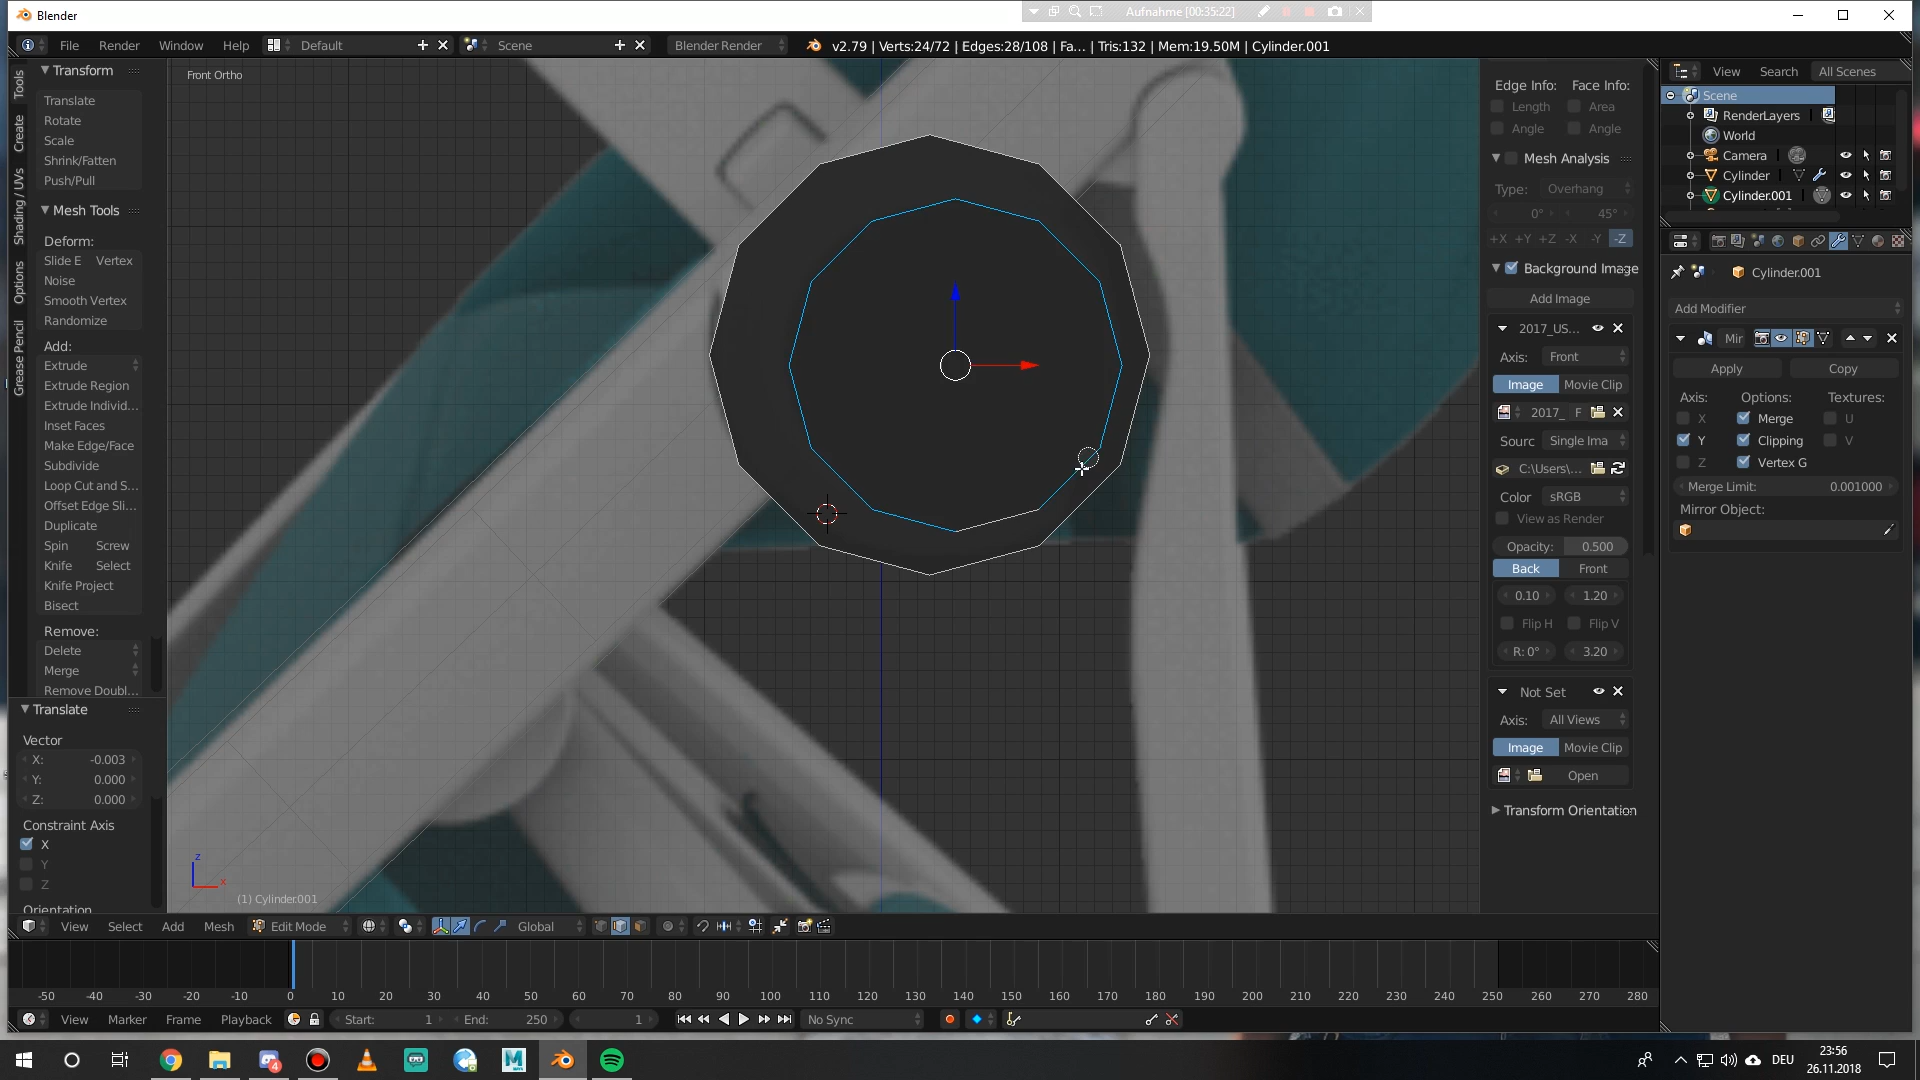 Blender
Aufnahme [00:35:22]
File Render Window Help Default Scene Blender Render v2.79 | Verts:24/72 | Edges:28/108 | Fa... | Tris:132 | Mem:19.50M | Cylinder.001
Tools
Create
Shading / UVs
Options
Grease Pencil
Transform
Translate
Rotate
Scale
Shrink/Fatten
Push/Pull
Mesh Tools
Deform:
Slide E Vertex
Noise
Smooth Vertex
Randomize
Add:
Extrude
Extrude Region
Extrude Individ...
Inset Faces
Make Edge/Face
Subdivide
Loop Cut and S...
Offset Edge Sli...
Duplicate
Spin Screw
Knife Select
Knife Project
Bisect
Remove:
Delete
Merge
Remove Doubl...
Translate
Vector
X: -0.003
Y: 0.000
Z: 0.000
Constraint Axis
X
Y
Z
Orientation
Front Ortho
z
x
(1) Cylinder.001
Edge Info: Face Info:
Length Area
Angle Angle
Mesh Analysis
Type: Overhang
0° 45°
+X +Y +Z -X -Y -Z
Background Image
Add Image
2017_US...
Axis: Front
Image Movie Clip
2017_ F
Sourc Single Ima
C:\Users\...
Color sRGB
View as Render
Opacity: 0.500
Back Front
0.10 1.20
Flip H Flip V
R: 0° 3.20
Not Set
Axis: All Views
Image Movie Clip
Open
Transform Orientation
View Search All Scenes
Scene
RenderLayers
World
Camera
Cylinder
Cylinder.001
Cylinder.001
Add Modifier
Mir
Apply Copy
Axis: Options: Textures:
X Merge U
Y Clipping V
Z Vertex G
Merge Limit: 0.001000
Mirror Object:
View Select Add Mesh Edit Mode Global
-50 -40 -30 -20 -10 0 10 20 30 40 50 60 70 80 90 100 110 120 130 140 150 160 170 180 190 200 210 220 230 240 250 260 270 280
View Marker Frame Playback Start: 1 End: 250 1 No Sync
4
M
DEU
23:56
26.11.2018